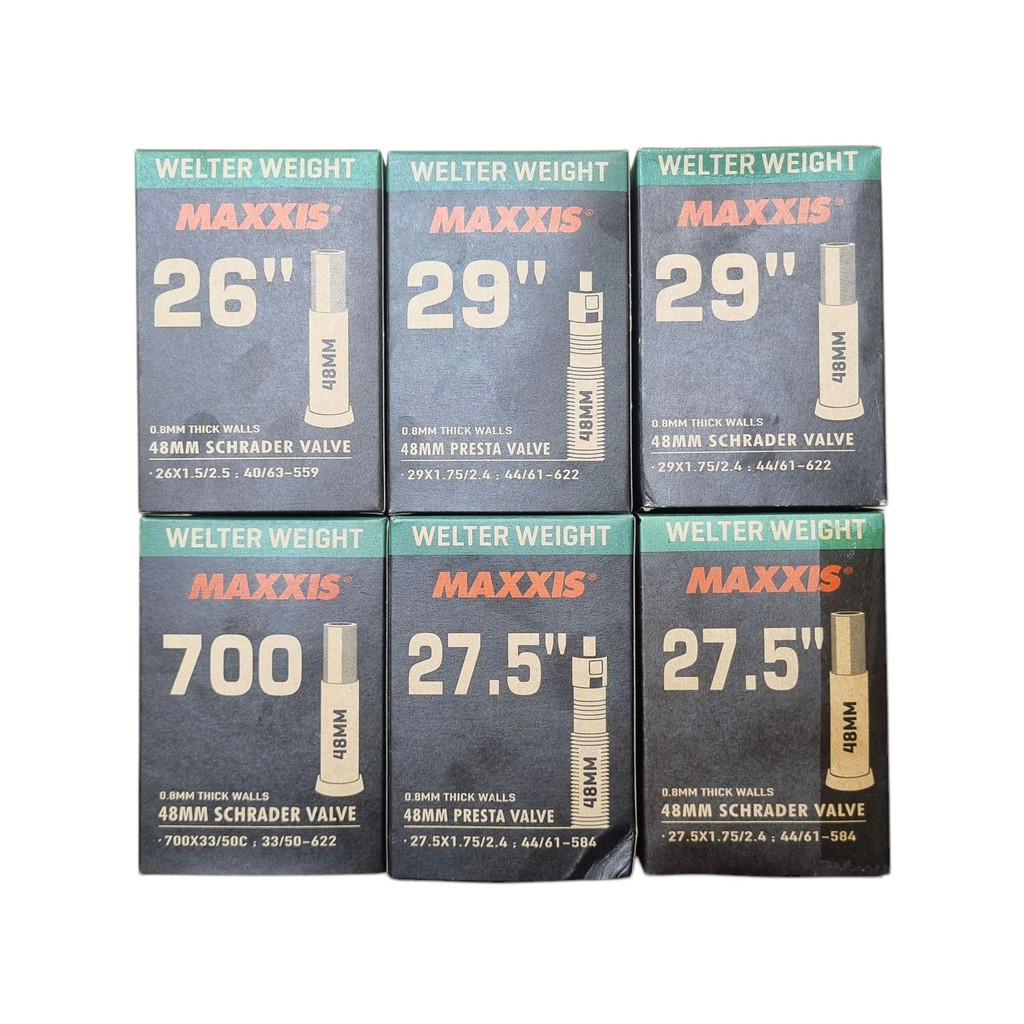 WELTER WEIGHT
MAXXIS®
26"
48MM
0.8MM THICK WALLS
48MM SCHRADER VALVE
·26X1.5/2.5 ; 40/63-559
WELTER WEIGHT
MAXXIS®
29"
48MM
0.8MM THICK WALLS
48MM PRESTA VALVE
·29X1.75/2.4 ; 44/61-622
WELTER WEIGHT
MAXXIS®
29"
48MM
0.8MM THICK WALLS
48MM SCHRADER VALVE
·29X1.75/2.4 ; 44/61-622
WELTER WEIGHT
MAXXIS®
700
48MM
0.8MM THICK WALLS
48MM SCHRADER VALVE
·700X33/50C ; 33/50-622
WELTER WEIGHT
MAXXIS®
27.5"
48MM
0.8MM THICK WALLS
48MM PRESTA VALVE
·27.5X1.75/2.4 ; 44/61-584
WELTER WEIGHT
MAXXIS®
27.5"
48MM
0.8MM THICK WALLS
48MM SCHRADER VALVE
·27.5X1.75/2.4 ; 44/61-584